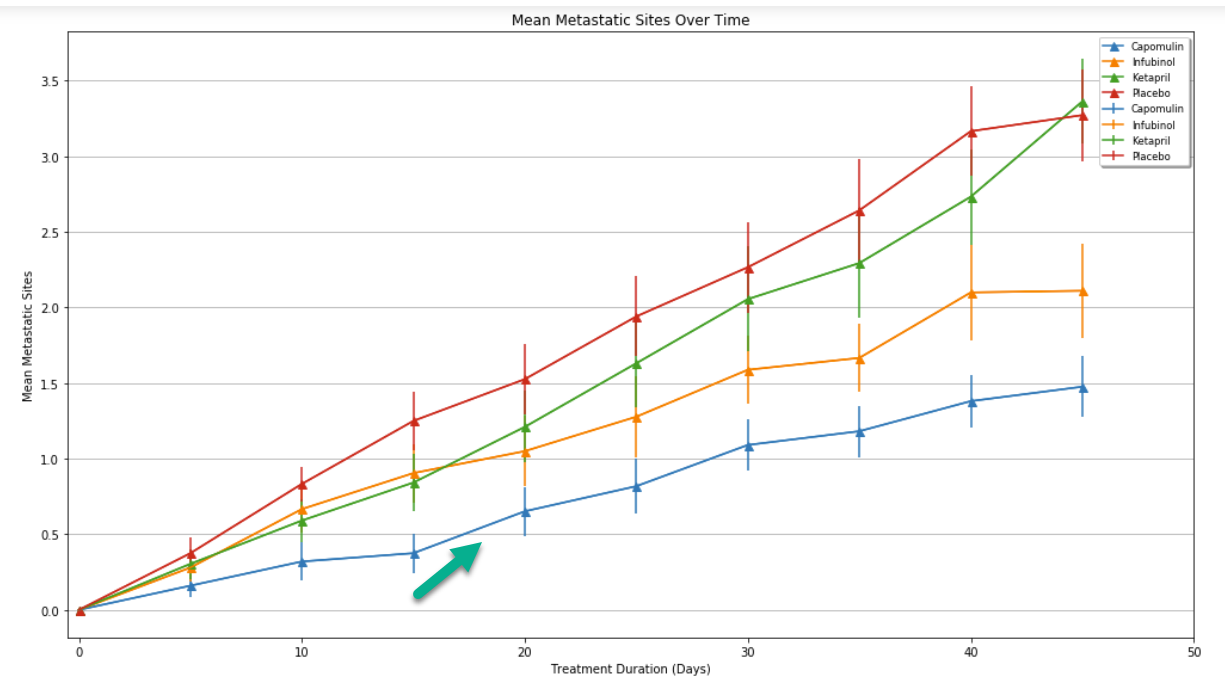 Mean Metastatic Sites Over Time
Capomulin
Infubinol
Ketapril
Placebo
Capomulin
Infubinol
Ketapril
Placebo
3.5
3.0
2.5
2.0
1.5
1.0
0.5
0.0
Mean Metastatic Sites
0 10 20 30 40 50
Treatment Duration (Days)